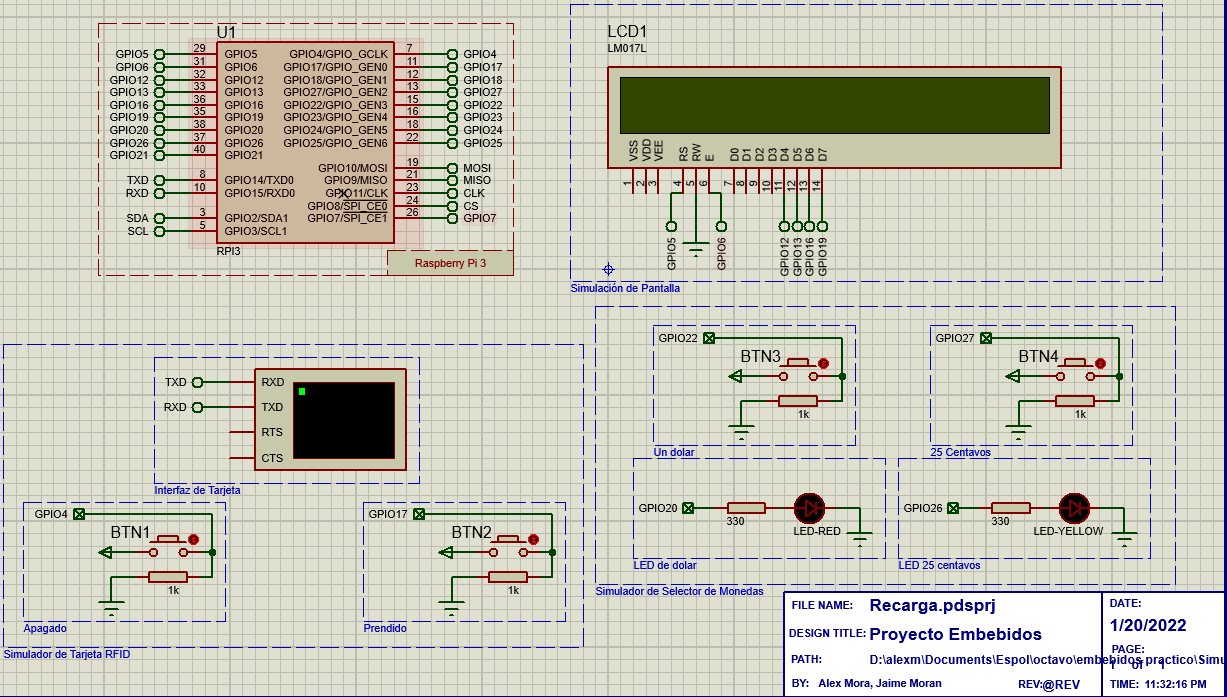 U1
GPIO5 29 GPIO5 GPIO4/GPIO_GCLK 7 GPIO4
GPIO6 31 GPIO6 GPIO17/GPIO_GEN0 11 GPIO17
GPIO12 32 GPIO12 GPIO18/GPIO_GEN1 12 GPIO18
GPIO13 33 GPIO13 GPIO27/GPIO_GEN2 13 GPIO27
GPIO16 36 GPIO16 GPIO22/GPIO_GEN3 15 GPIO22
GPIO19 35 GPIO19 GPIO23/GPIO_GEN4 16 GPIO23
GPIO20 38 GPIO20 GPIO24/GPIO_GEN5 18 GPIO24
GPIO26 37 GPIO26 GPIO25/GPIO_GEN6 22 GPIO25
GPIO21 40 GPIO21
GPIO10/MOSI 19 MOSI
TXD 8 GPIO14/TXD0 GPIO9/MISO 21 MISO
RXD 10 GPIO15/RXD0 GPIO11/CLK 23 CLK
GPIO8/SPI_CE0 24 CS
SDA 3 GPIO2/SDA1 GPIO7/SPI_CE1 26 GPIO7
SCL 5 GPIO3/SCL1
RPI3
Raspberry Pi 3
LCD1
LM017L
VSS VDD VEE RS RW E D0 D1 D2 D3 D4 D5 D6 D7
1 2 3 4 5 6 7 8 9 10 11 12 13 14
GPIO5 GPIO6 GPIO12 GPIO13 GPIO16 GPIO19
Simulación de Pantalla
GPIO22
BTN3
1k
Un dolar
GPIO27
BTN4
1k
25 Centavos
TXD RXD
RXD TXD
RTS
CTS
Interfaz de Tarjeta
GPIO20
330
LED-RED
LED de dolar
GPIO26
330
LED-YELLOW
LED 25 centavos
Simulador de Selector de Monedas
GPIO4
BTN1
1k
Apagado
GPIO17
BTN2
1k
Prendido
Simulador de Tarjeta RFID
FILE NAME: Recarga.pdsprj
DESIGN TITLE: Proyecto Embebidos
PATH: D:\alexm\Documents\Espol\octavo\embebidos practico\Simu
BY: Alex Mora, Jaime Moran REV:@REV
DATE:
1/20/2022
PAGE:
1 of 1
TIME: 11:32:16 PM